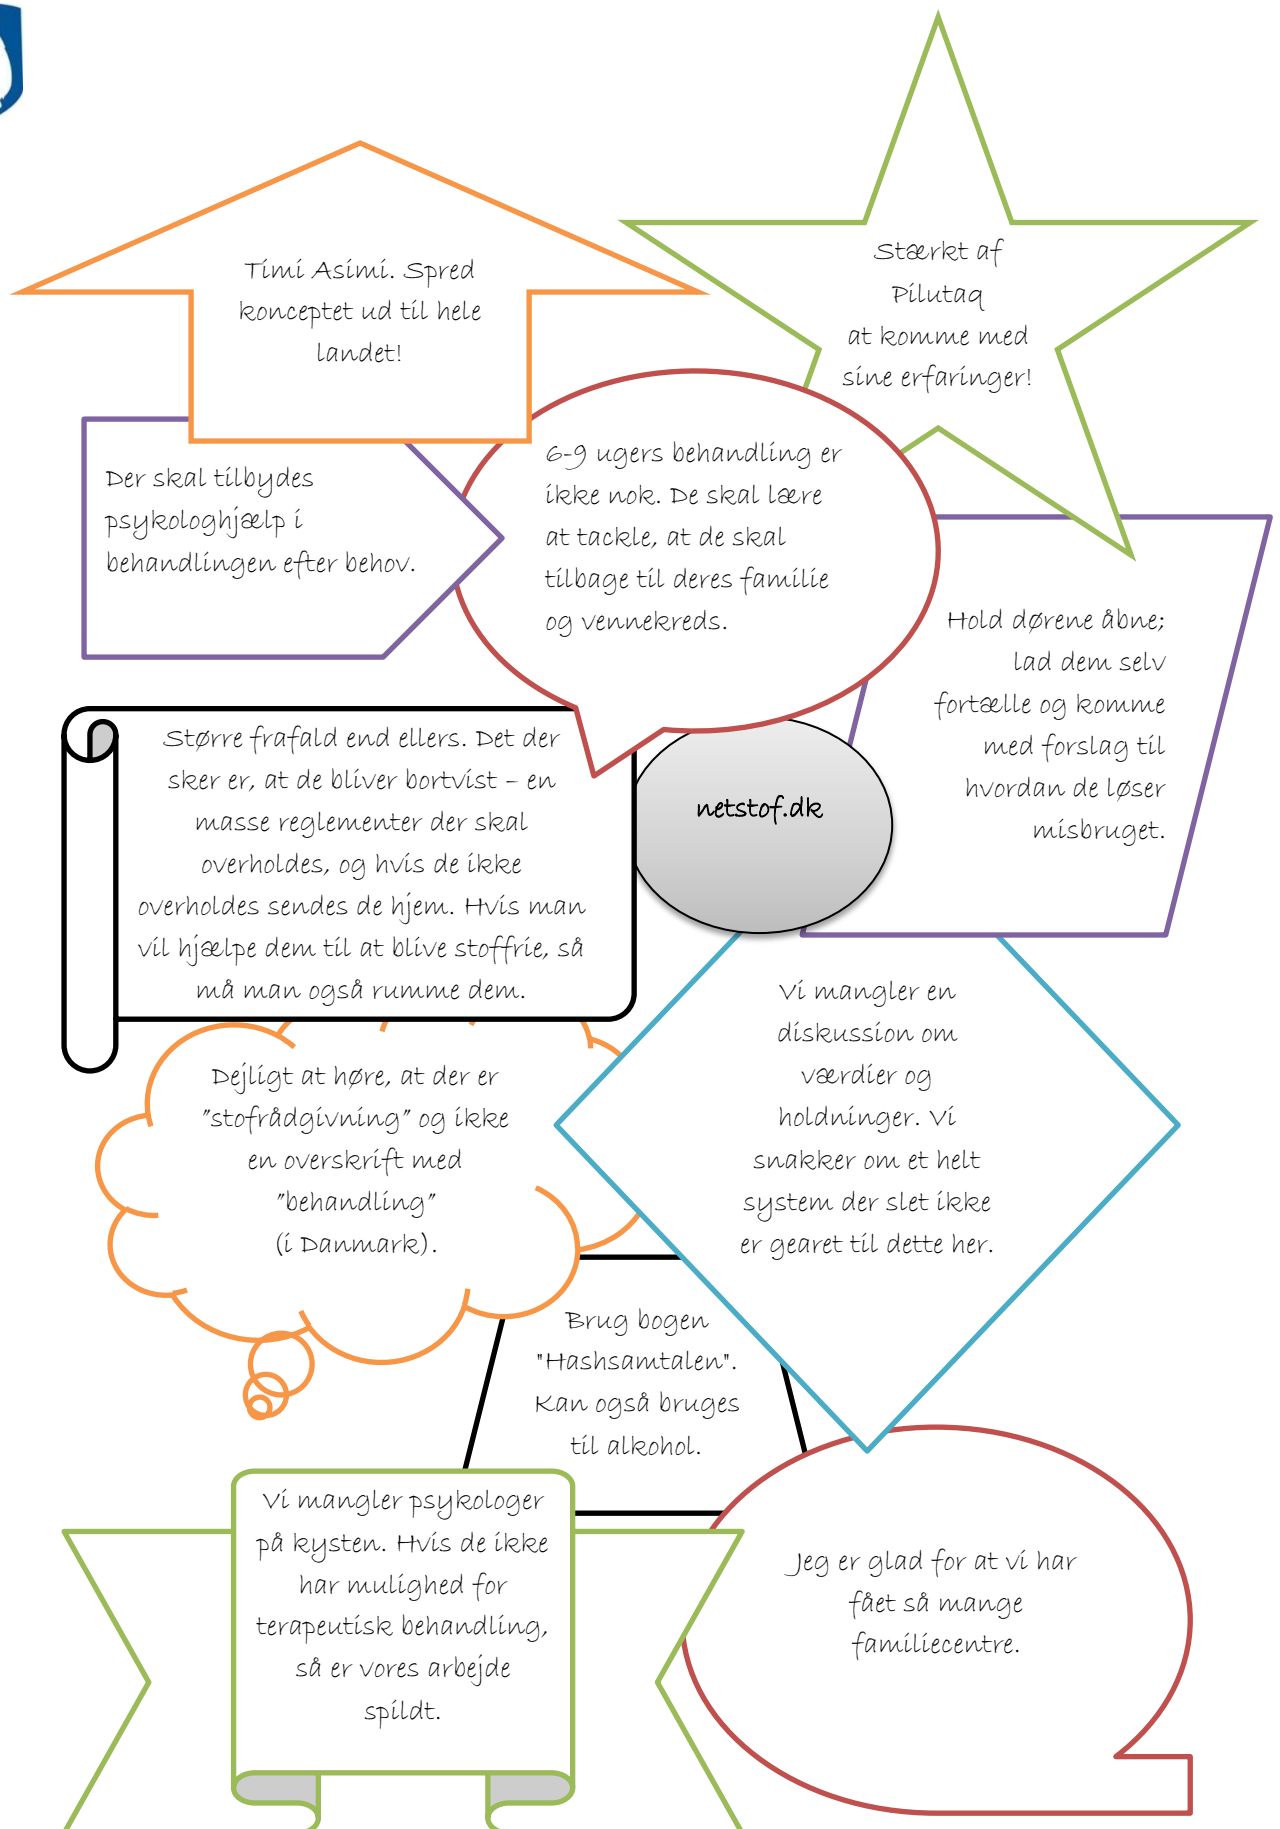 Timi Asimi. Spred
konceptet ud til hele
landet!
Stærkt af
Pilutaq
at komme med
sine erfaringer!
Der skal tilbydes
psykologhjælp i
behandlingen efter behov.
6-9 ugers behandling er
ikke nok. De skal lære
at tackle, at de skal
tilbage til deres familie
og vennekreds.
Hold dørene åbne;
lad dem selv
fortælle og komme
med forslag til
hvordan de løser
misbruget.
Større frafald end ellers. Det der
sker er, at de bliver bortvist – en
masse reglementer der skal
overholdes, og hvis de ikke
overholdes sendes de hjem. Hvis man
vil hjælpe dem til at blive stoffrie, så
må man også rumme dem.
netstof.dk
Vi mangler en
diskussion om
værdier og
holdninger. Vi
snakker om et helt
system der slet ikke
er gearet til dette her.
Dejligt at høre, at der er
"stofrådgivning" og ikke
en overskrift med
"behandling"
(i Danmark).
Brug bogen
"Hashsamtalen".
Kan også bruges
til alkohol.
Vi mangler psykologer
på kysten. Hvis de ikke
har mulighed for
terapeutisk behandling,
så er vores arbejde
spildt.
Jeg er glad for at vi har
fået så mange
familiecentre.